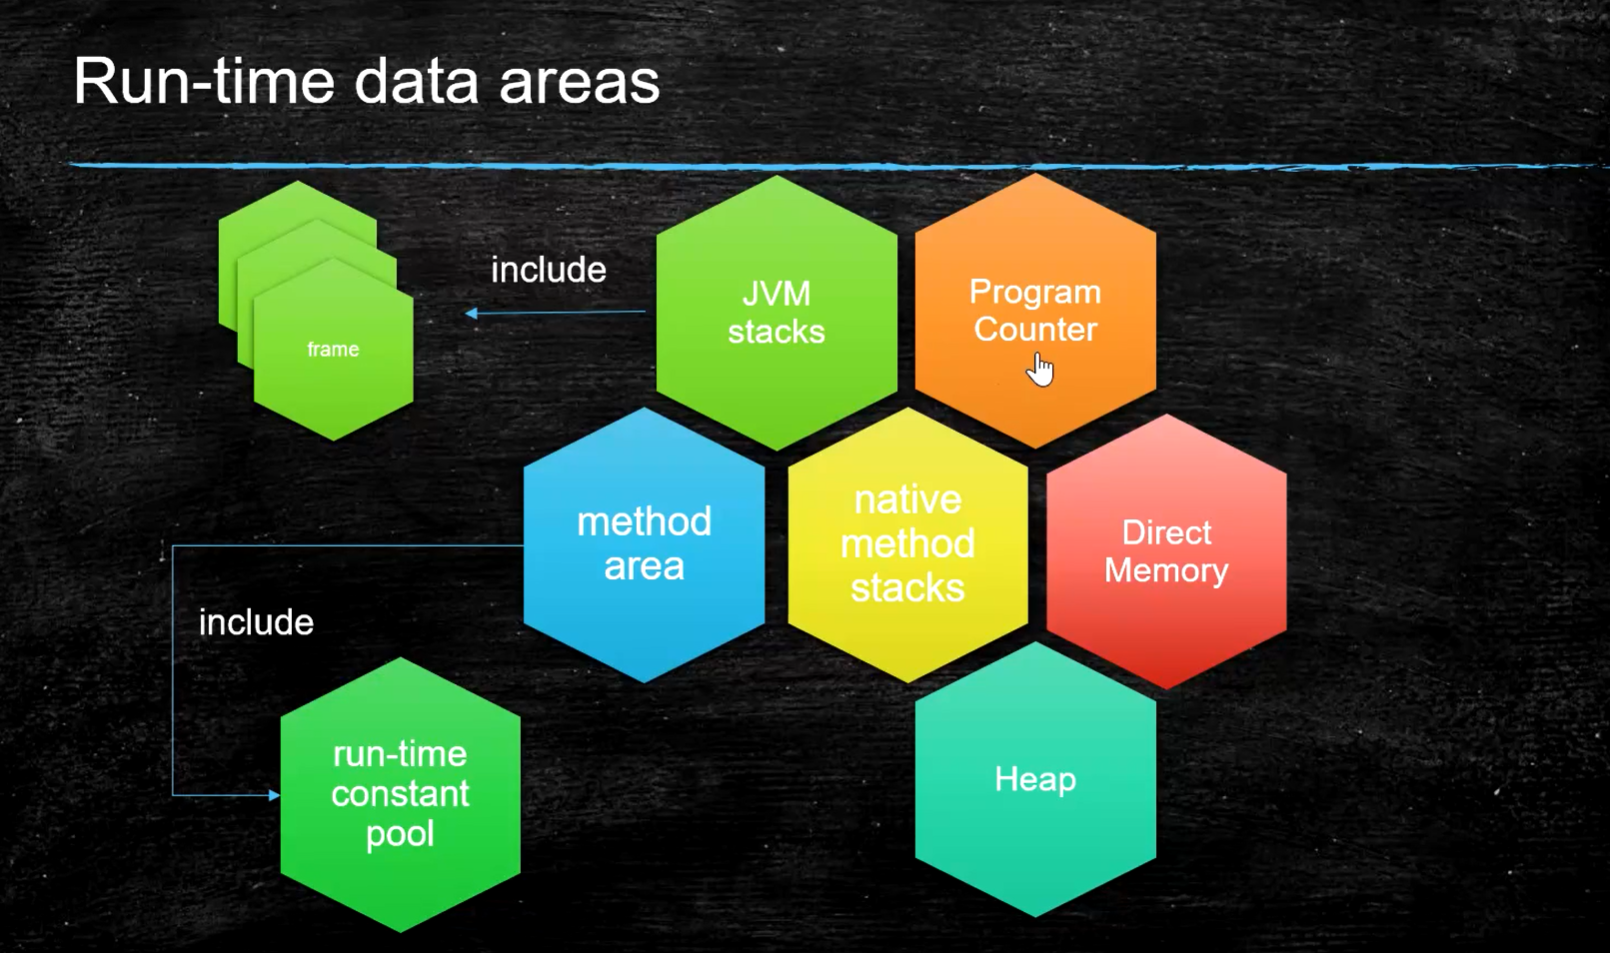 Run-time data areas
include
JVM
stacks
Program
Counter
frame
method
area
native
method
stacks
Direct
Memory
include
run-time
constant
pool
Heap